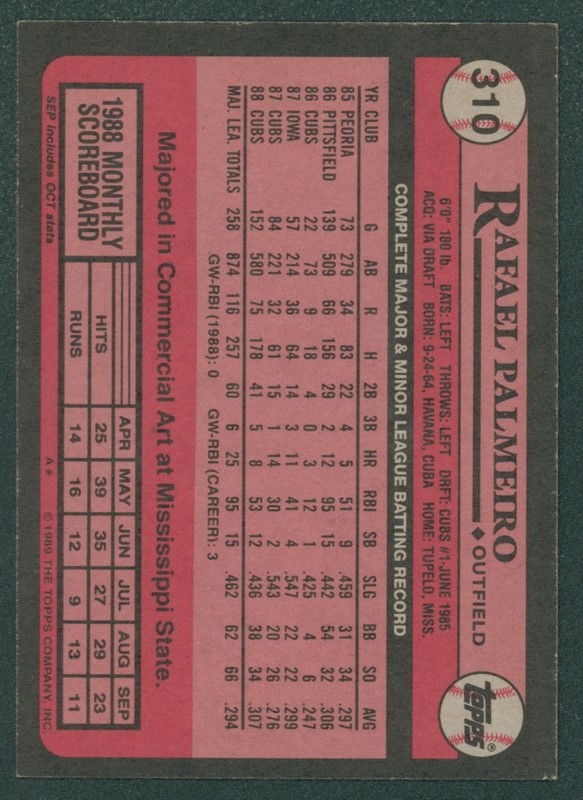 310
RAFAEL PALMEIRO ♦ OUTFIELD
topps®
6'0" 180 lb. BATS: LEFT THROWS: LEFT DRFT: CUBS #1-JUNE 1985
ACQ: VIA DRAFT BORN: 9-24-64, HAVANA, CUBA HOME: TUPELO, MISS.
COMPLETE MAJOR & MINOR LEAGUE BATTING RECORD
YR CLUB G AB R H 2B 3B HR RBI SB SLG BB SO AVG
85 PEORIA 73 279 34 83 22 4 5 51 9 .459 31 34 .297
86 PITTSFIELD 139 509 66 156 29 2 12 95 15 .442 54 32 .306
86 CUBS 22 73 9 18 4 0 3 12 1 .425 4 6 .247
87 IOWA 57 214 36 64 14 3 11 41 4 .547 22 22 .299
87 CUBS 84 221 32 61 15 1 14 30 2 .543 20 26 .276
88 CUBS 152 580 75 178 41 5 8 53 12 .436 38 34 .307
MAJ LEA. TOTALS 258 874 116 257 60 6 25 95 15 .462 62 66 .294
GW-RBI (1988): 0 GW-RBI (CAREER): 3
Majored in Commercial Art at Mississippi State.
1988 MONTHLY
SCOREBOARD
APR MAY JUN JUL AUG SEP
HITS 25 39 35 27 29 23
RUNS 14 16 12 9 13 11
SEP includes OCT stats A* © 1989 THE TOPPS COMPANY, INC.